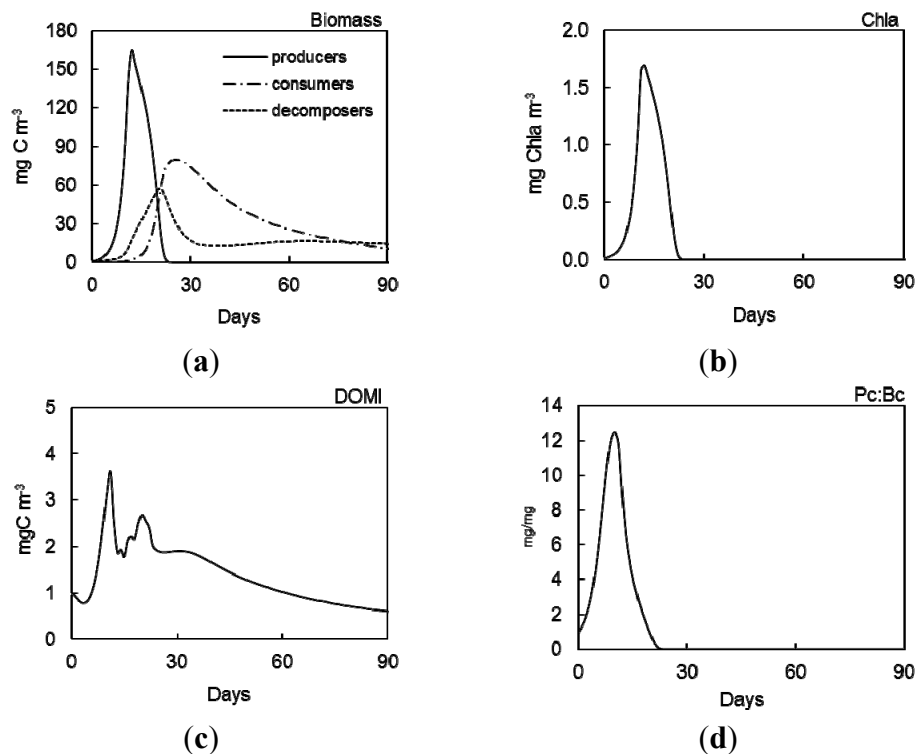 Biomass
180
150
120
90
60
30
0
mg C m⁻³
producers
consumers
decomposers
0 30 60 90
Days
(a)
Chla
2.0
1.5
1.0
0.5
0.0
mg Chla m⁻³
0 30 60 90
Days
(b)
DOMl
5
4
3
2
1
0
mgC m⁻³
0 30 60 90
Days
(c)
Pc:Bc
14
12
10
8
6
4
2
0
mg/mg
0 30 60 90
Days
(d)